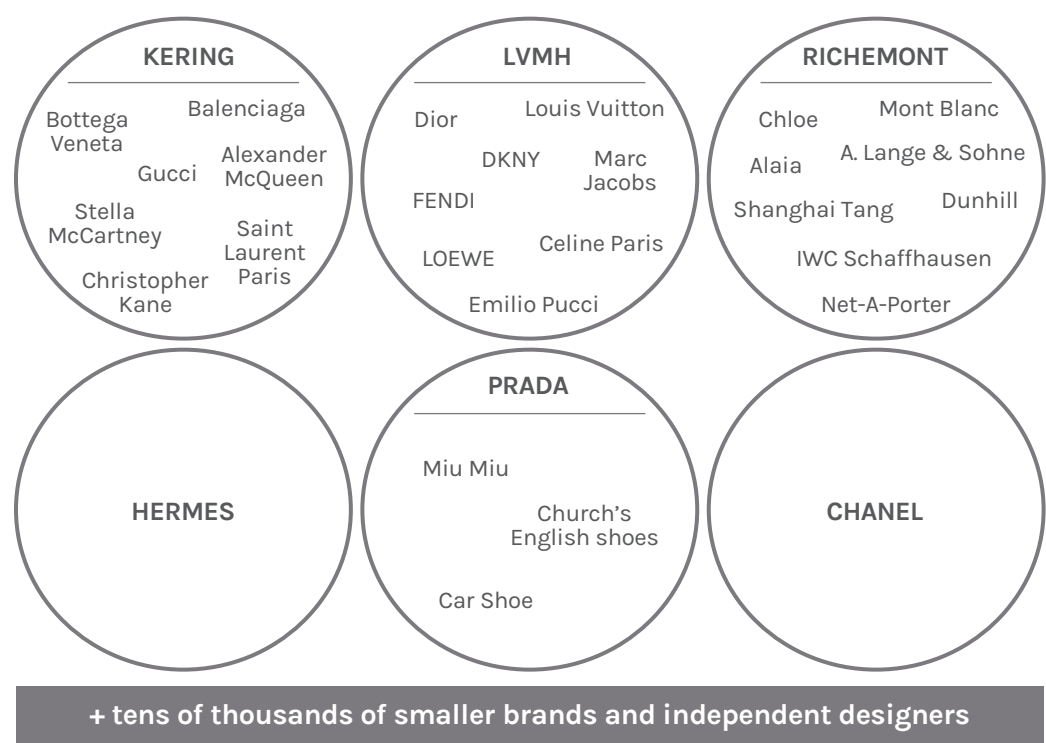 KERING
Bottega
Veneta
Balenciaga
Gucci
Alexander
McQueen
Stella
McCartney
Saint
Laurent
Paris
Christopher
Kane
LVMH
Dior
Louis Vuitton
DKNY
Marc
Jacobs
FENDI
Celine Paris
LOEWE
Emilio Pucci
RICHEMONT
Chloe
Mont Blanc
Alaia
A. Lange & Sohne
Shanghai Tang
Dunhill
IWC Schaffhausen
Net-A-Porter
HERMES
PRADA
Miu Miu
Church’s
English shoes
Car Shoe
CHANEL
+ tens of thousands of smaller brands and independent designers